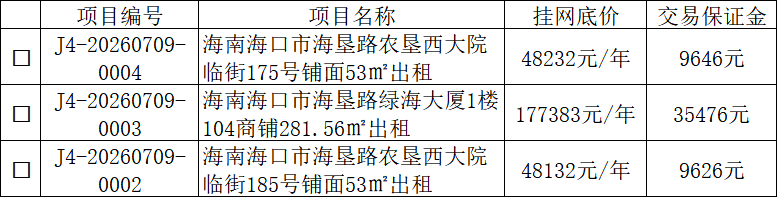 项目编号 项目名称 挂网底价 交易保证金
□ J4-20260709-0004 海南海口市海垦路农垦西大院临街175号铺面53㎡出租 48232元/年 9646元
□ J4-20260709-0003 海南海口市海垦路绿海大厦1楼104商铺281.56㎡出租 177383元/年 35476元
□ J4-20260709-0002 海南海口市海垦路农垦西大院临街185号铺面53㎡出租 48132元/年 9626元